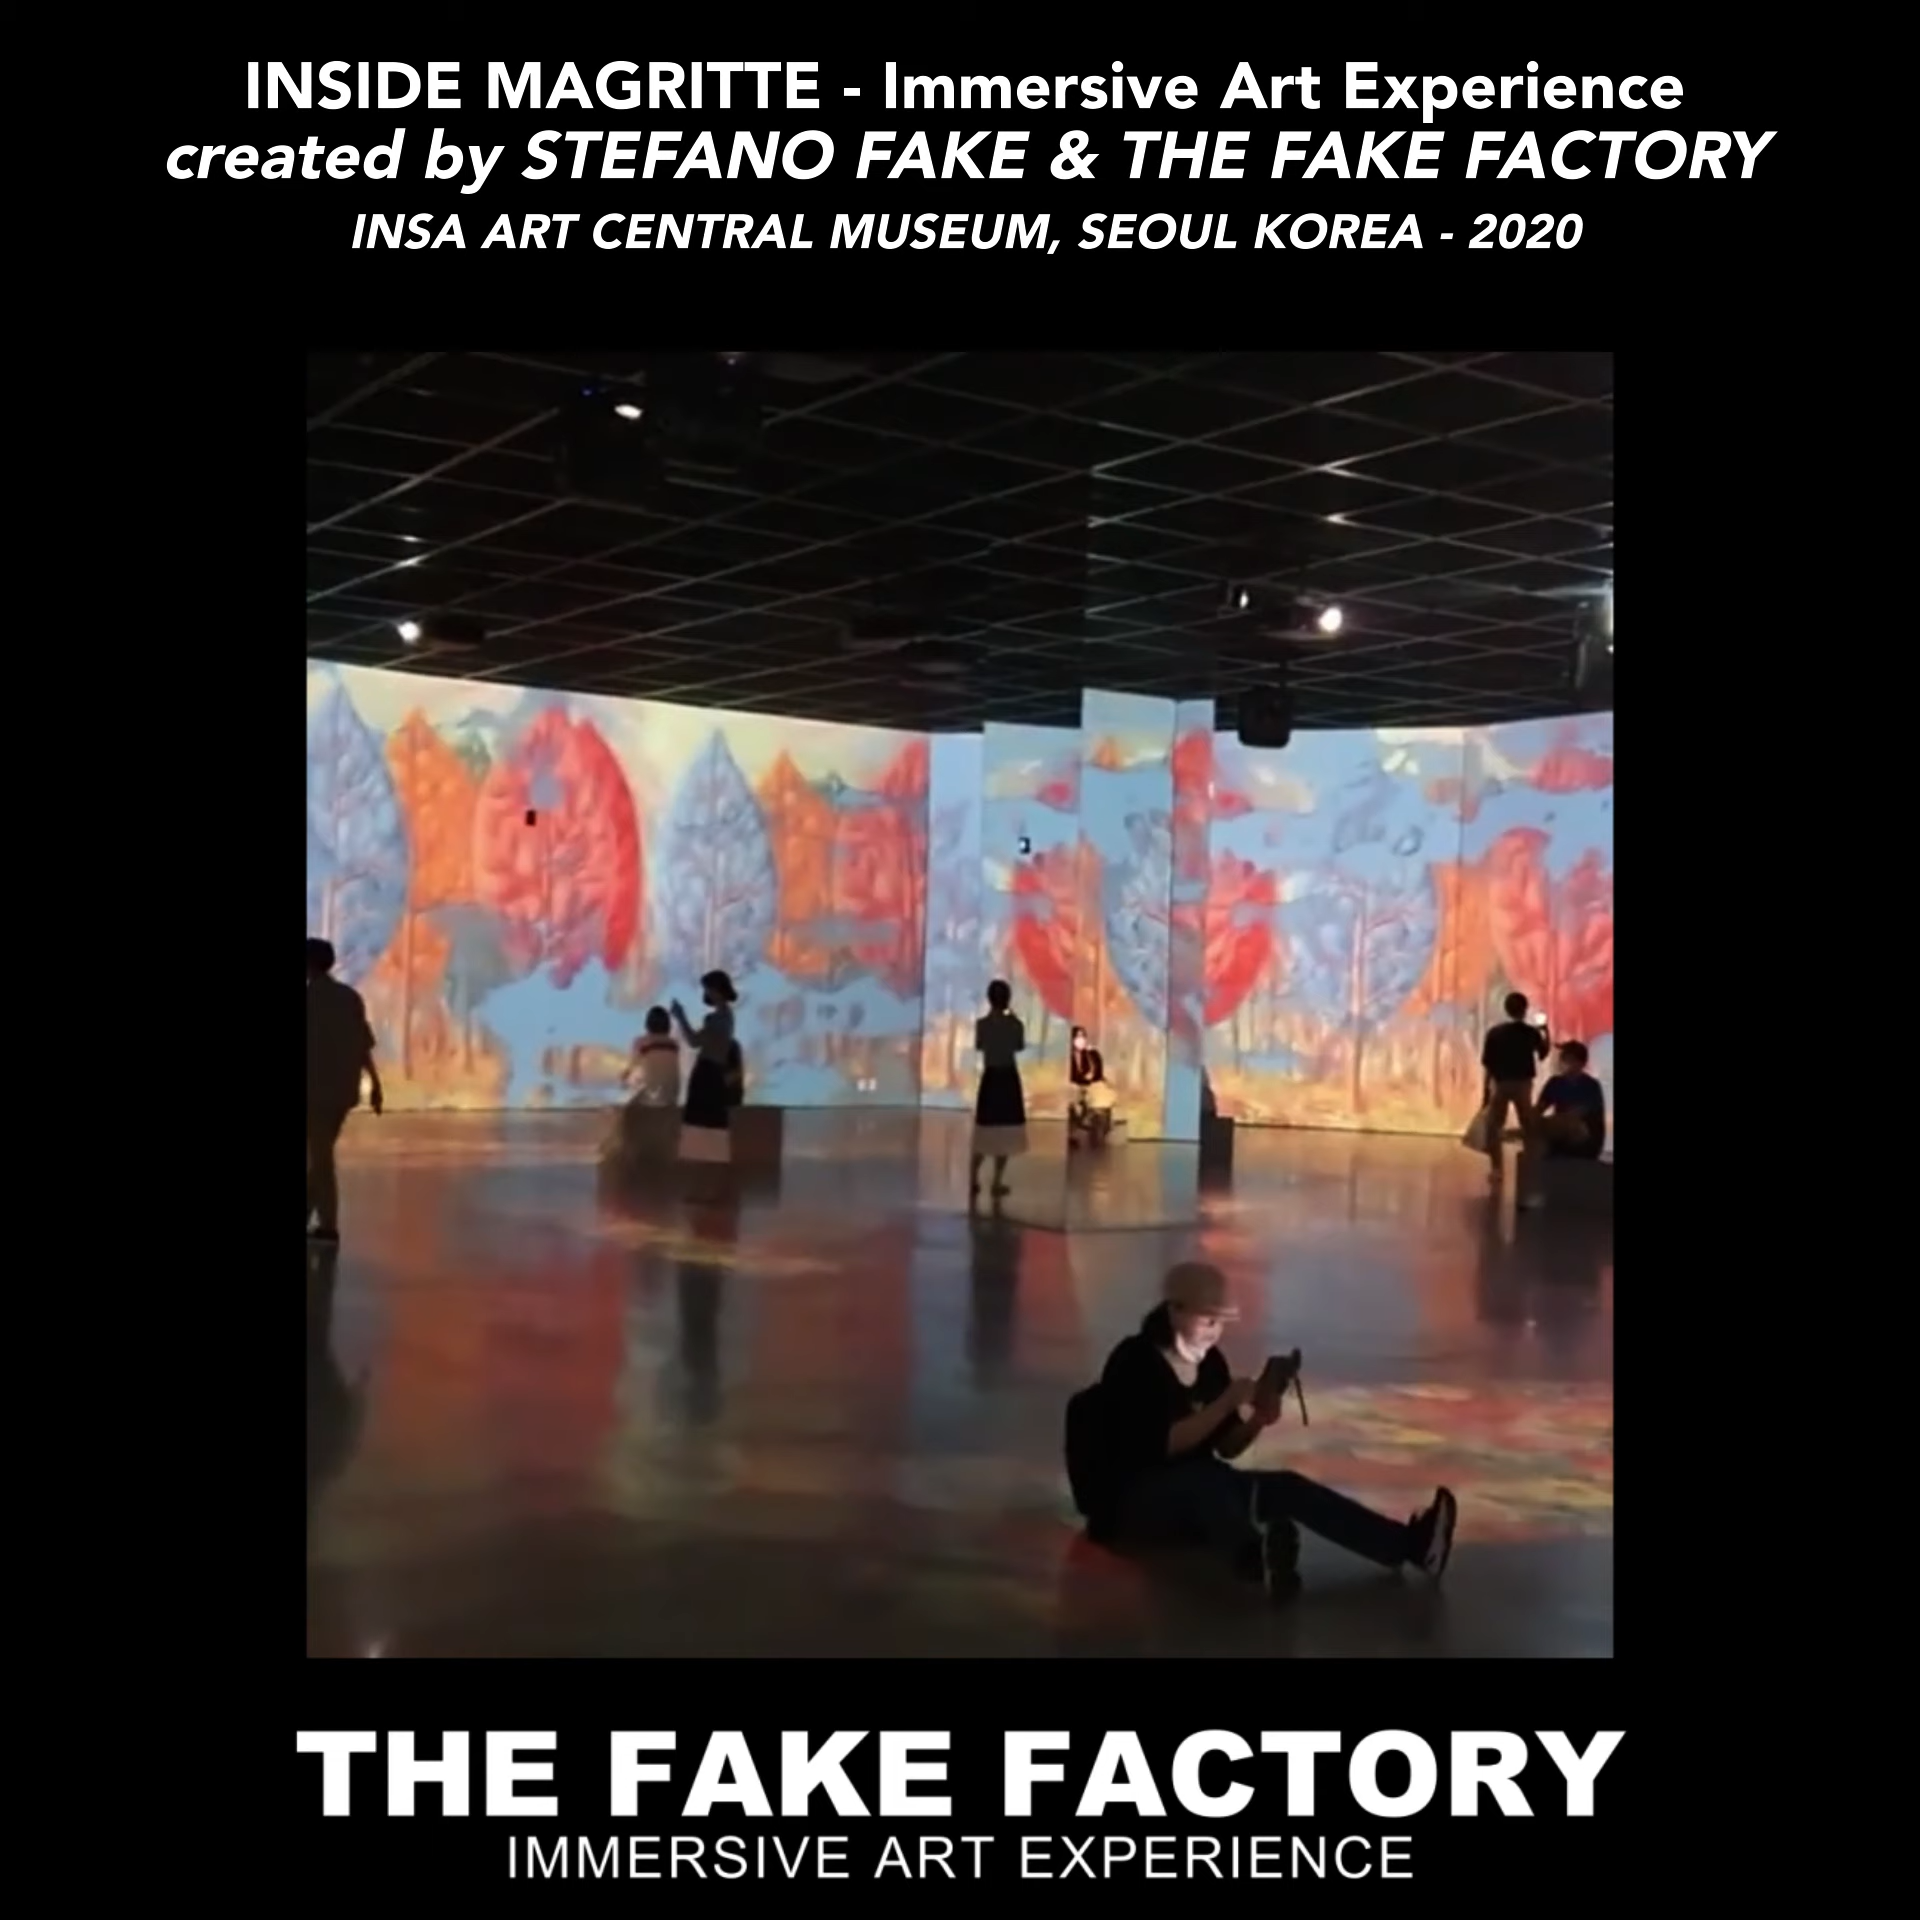 INSIDE MAGRITTE - Immersive Art Experience
created by STEFANO FAKE & THE FAKE FACTORY
INSA ART CENTRAL MUSEUM, SEOUL KOREA - 2020
THE FAKE FACTORY
IMMERSIVE ART EXPERIENCE